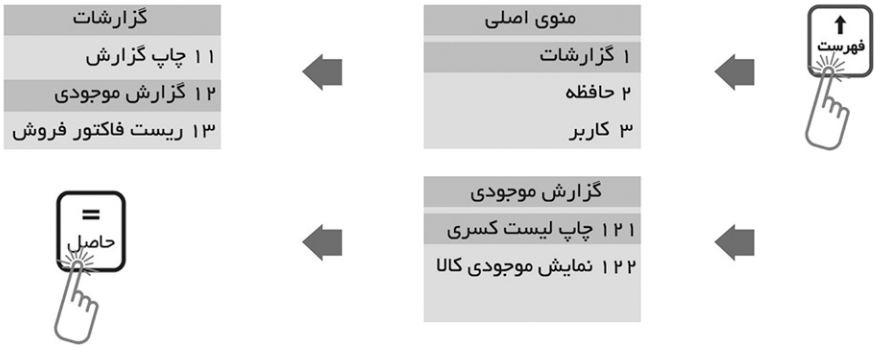 ↑
فهرست
منوی اصلی
۱ گزارشات
۲ حافظه
۳ کاربر
گزارشات
۱۱ چاپ گزارش
۱۲ گزارش موجودی
۱۳ ریست فاکتور فروش
گزارش موجودی
۱۲۱ چاپ لیست کسری
۱۲۲ نمایش موجودی کالا
=
حاصل